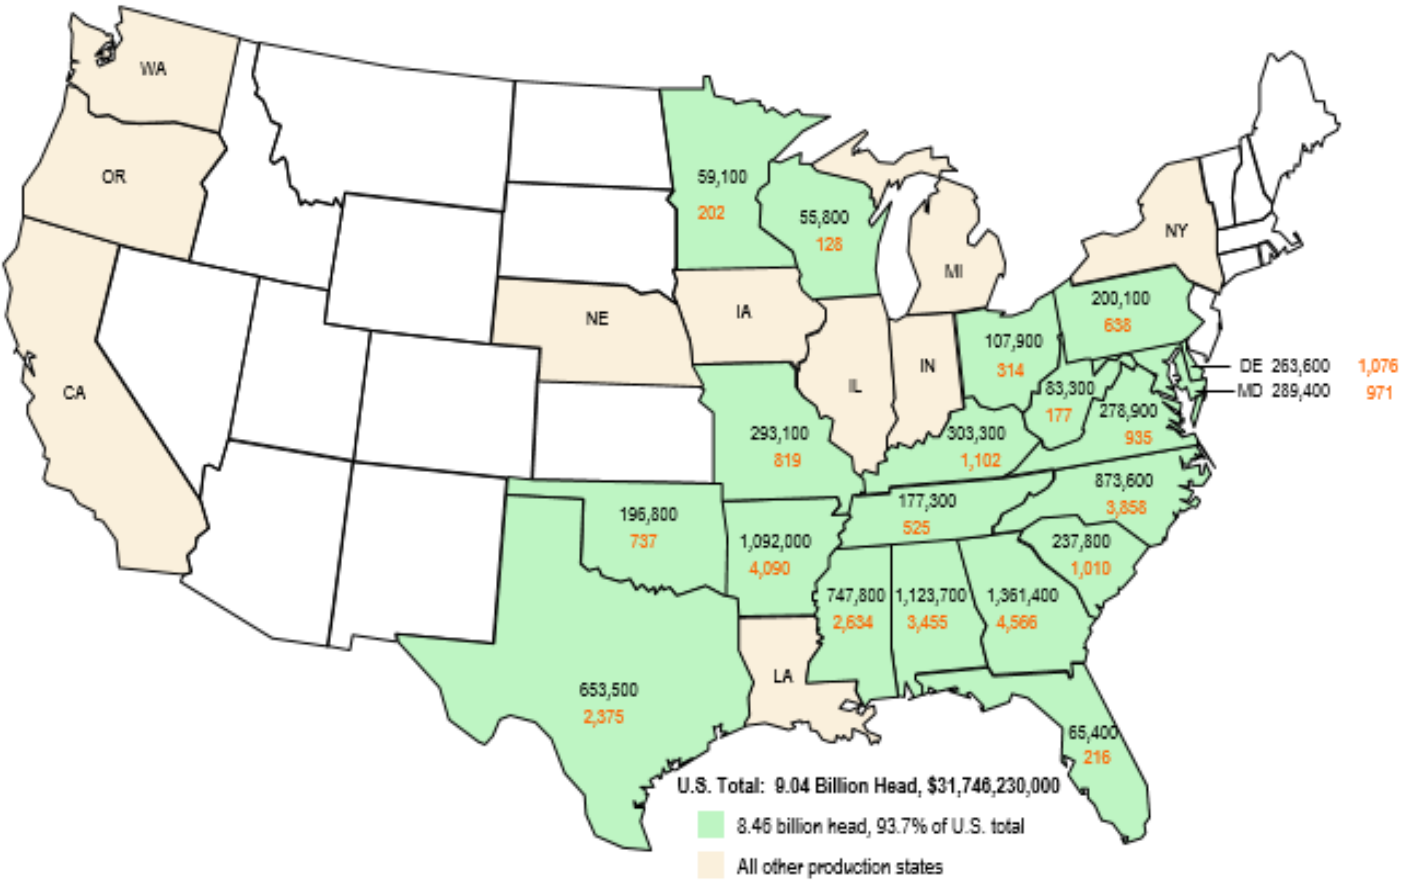 WA
OR
CA
NE
IA
59,100
202
55,800
128
MI
IL
IN
NY
200,100
638
107,900
314
83,300
177
DE 263,600 1,076
MD 289,400 971
278,900
935
293,100
819
303,300
1,102
873,600
3,858
177,300
525
196,800
737
1,092,000
4,090
237,800
1,010
747,800
2,634
1,123,700
3,455
1,361,400
4,566
LA
653,500
2,375
65,400
216
U.S. Total: 9.04 Billion Head, $31,746,230,000
8.46 billion head, 93.7% of U.S. total
All other production states